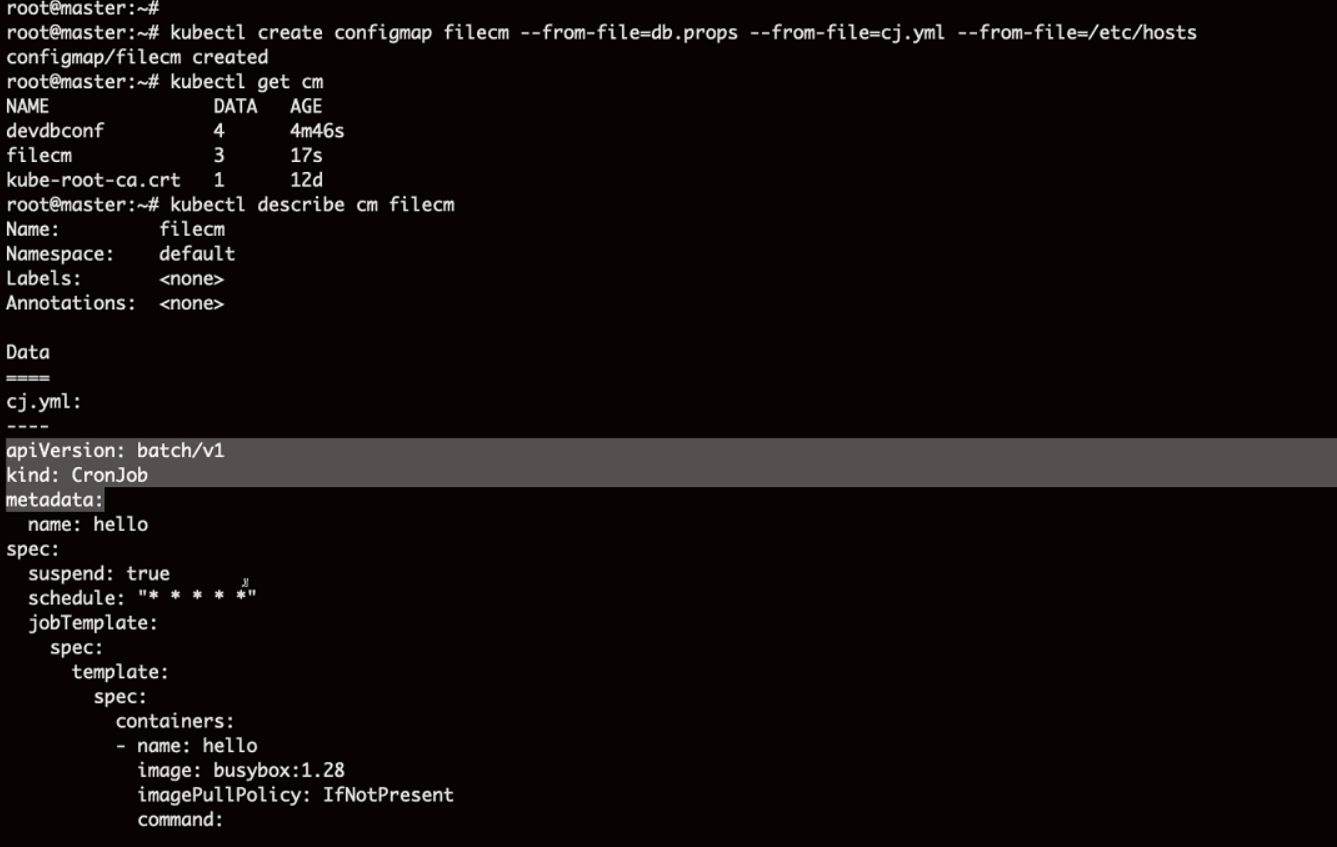 root@master:~#
root@master:~# kubectl create configmap filecm --from-file=db.props --from-file=cj.yml --from-file=/etc/hosts
configmap/filecm created
root@master:~# kubectl get cm
NAME               DATA   AGE
devdbconf          4      4m46s
filecm             3      17s
kube-root-ca.crt   1      12d
root@master:~# kubectl describe cm filecm
Name:         filecm
Namespace:    default
Labels:       <none>
Annotations:  <none>

Data
====
cj.yml:
----
apiVersion: batch/v1
kind: CronJob
metadata:
  name: hello
spec:
  suspend: true
  schedule: "* * * * *"
  jobTemplate:
    spec:
      template:
        spec:
          containers:
          - name: hello
            image: busybox:1.28
            imagePullPolicy: IfNotPresent
            command: